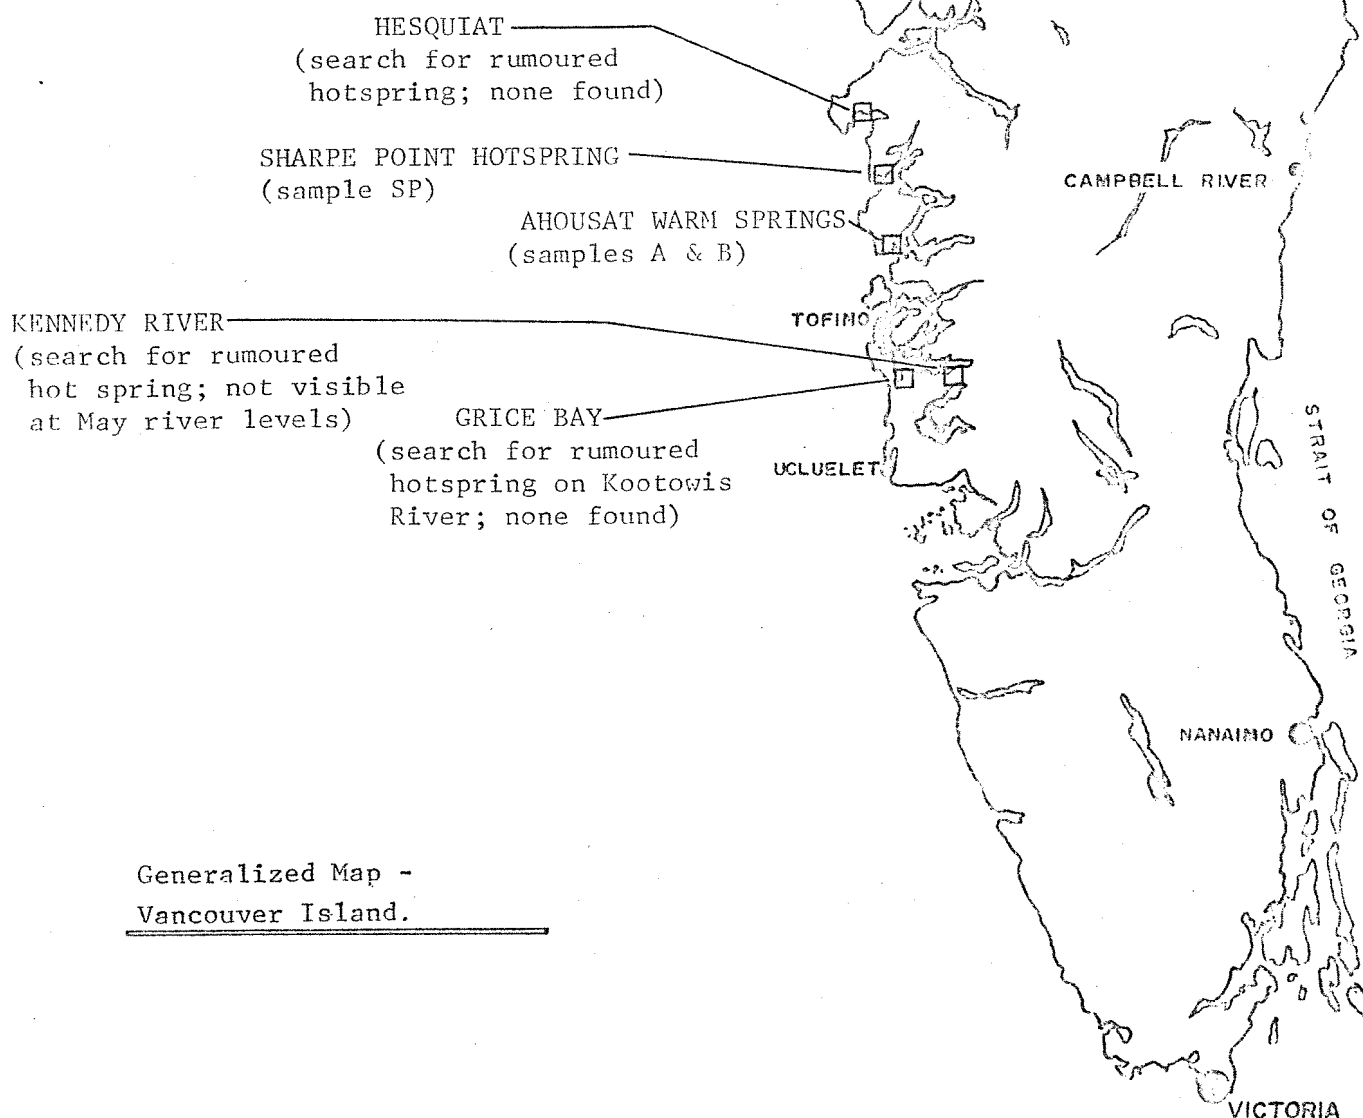 HESQUIAT
(search for rumoured
hotspring; none found)
SHARPE POINT HOTSPRING
(sample SP)
CAMPBELL RIVER
AHOUSAT WARM SPRINGS
(samples A & B)
KENNEDY RIVER
(search for rumoured
hot spring; not visible
at May river levels)
TOFINO
GRICE BAY
(search for rumoured
hotspring on Kootowis
River; none found)
UCLUELET
STRAIT OF GEORGIA
NANAIMO
Generalized Map -
Vancouver Island.
VICTORIA